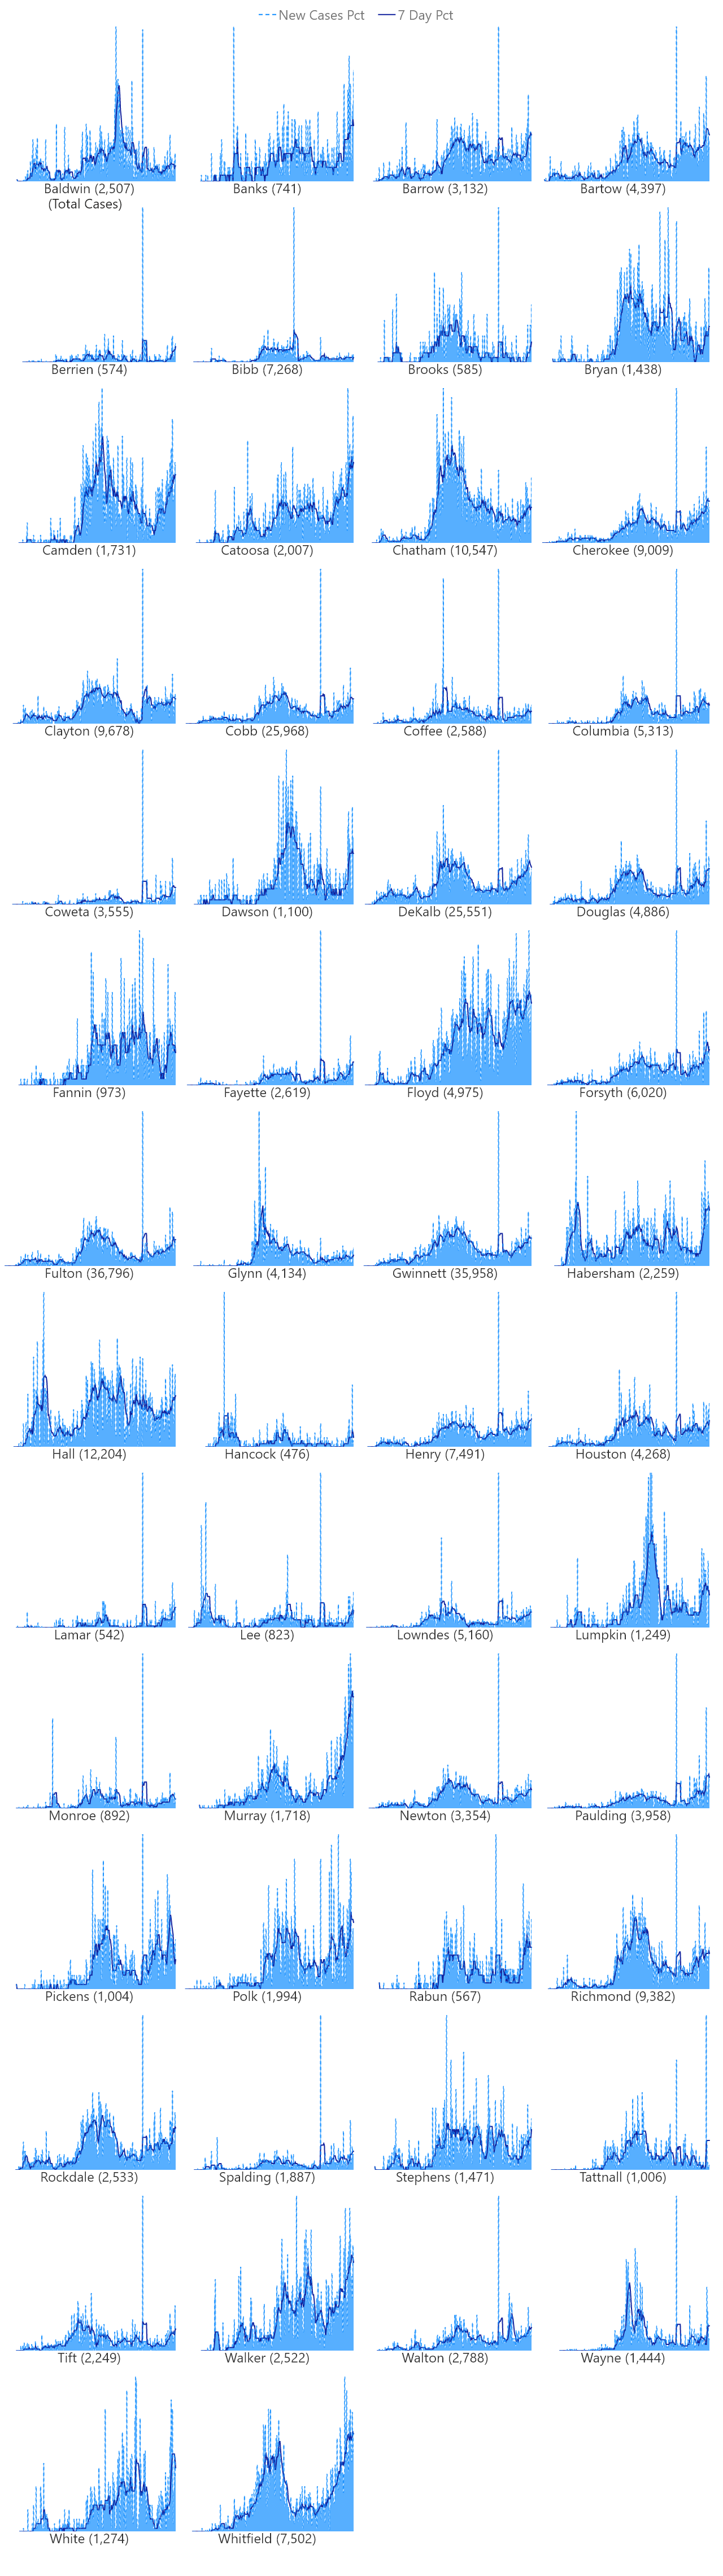 New Cases Pct 7 Day Pct
Baldwin (2,507) Banks (741) Barrow (3,132) Bartow (4,397)
(Total Cases)
Berrien (574) Bibb (7,268) Brooks (585) Bryan (1,438)
Camden (1,731) Catoosa (2,007) Chatham (10,547) Cherokee (9,009)
Clayton (9,678) Cobb (25,968) Coffee (2,588) Columbia (5,313)
Coweta (3,555) Dawson (1,100) DeKalb (25,551) Douglas (4,886)
Fannin (973) Fayette (2,619) Floyd (4,975) Forsyth (6,020)
Fulton (36,796) Glynn (4,134) Gwinnett (35,958) Habersham (2,259)
Hall (12,204) Hancock (476) Henry (7,491) Houston (4,268)
Lamar (542) Lee (823) Lowndes (5,160) Lumpkin (1,249)
Monroe (892) Murray (1,718) Newton (3,354) Paulding (3,958)
Pickens (1,004) Polk (1,994) Rabun (567) Richmond (9,382)
Rockdale (2,533) Spalding (1,887) Stephens (1,471) Tattnall (1,006)
Tift (2,249) Walker (2,522) Walton (2,788) Wayne (1,444)
White (1,274) Whitfield (7,502)